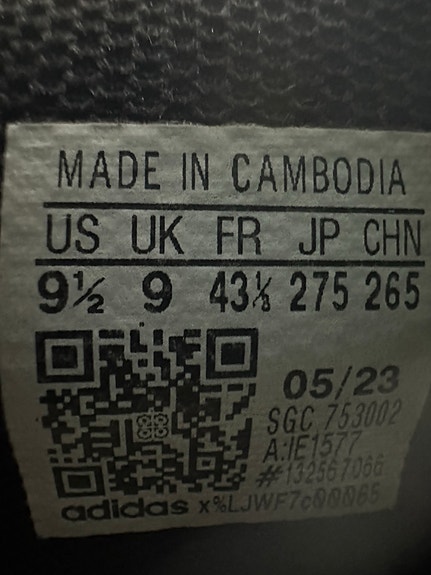 MADE IN CAMBODIA
US UK FR JP CHN
9½ 9 43⅓ 275 265
05/23
SGC 753002
A:IE1577
#132567066
adidas